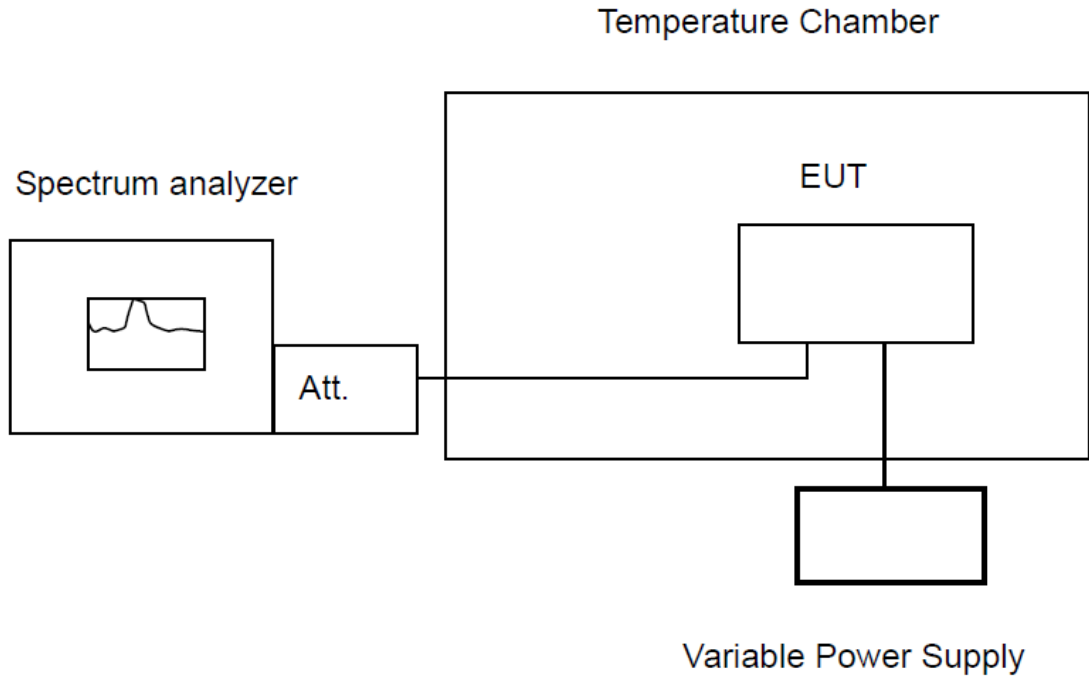 Temperature Chamber
Spectrum analyzer
EUT
Att.
Variable Power Supply